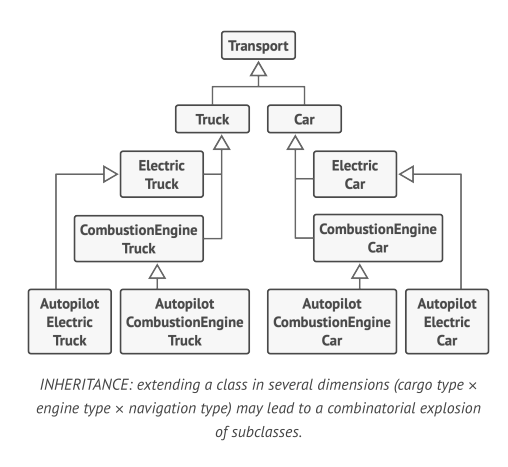 Transport
Truck
Car
Electric
Truck
Electric
Car
CombustionEngine
Truck
CombustionEngine
Car
Autopilot
Electric
Truck
Autopilot
CombustionEngine
Truck
Autopilot
CombustionEngine
Car
Autopilot
Electric
Car
INHERITANCE: extending a class in several dimensions (cargo type ×
engine type × navigation type) may lead to a combinatorial explosion
of subclasses.